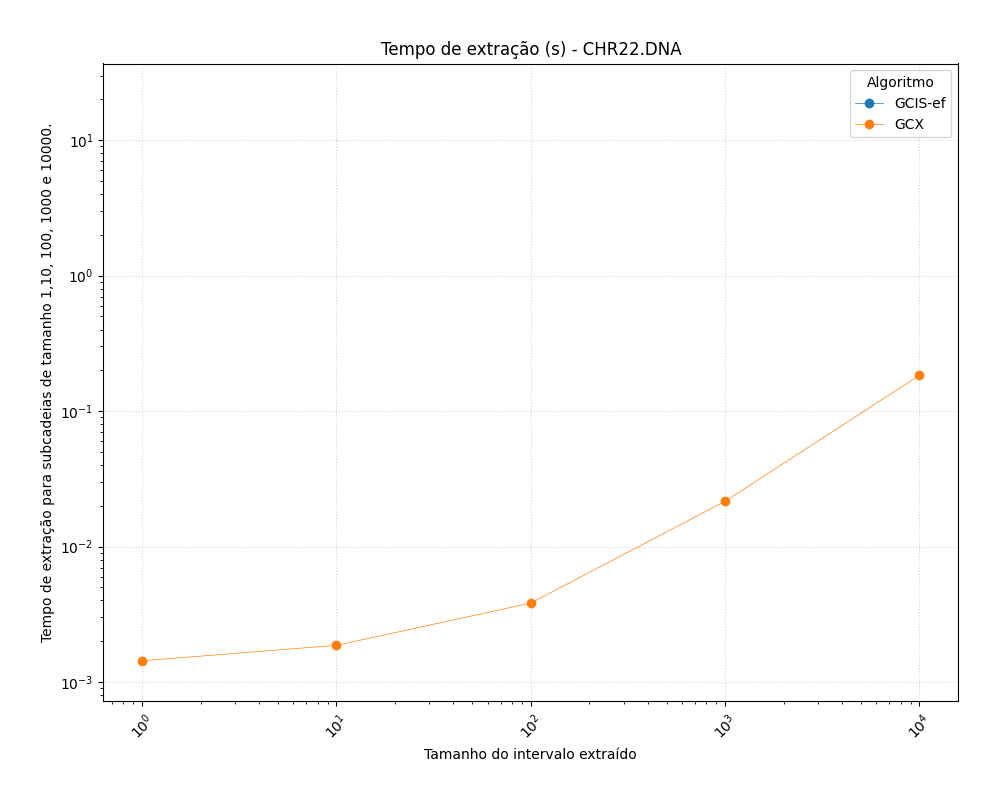 Tempo de extração (s) - CHR22.DNA
Algoritmo
GCIS-ef
GCX
Tempo de extração para subcadeias de tamanho 1,10, 100, 1000 e 10000.
10¹
10⁰
10⁻¹
10⁻²
10⁻³
10⁰
10¹
10²
10³
10⁴
Tamanho do intervalo extraído